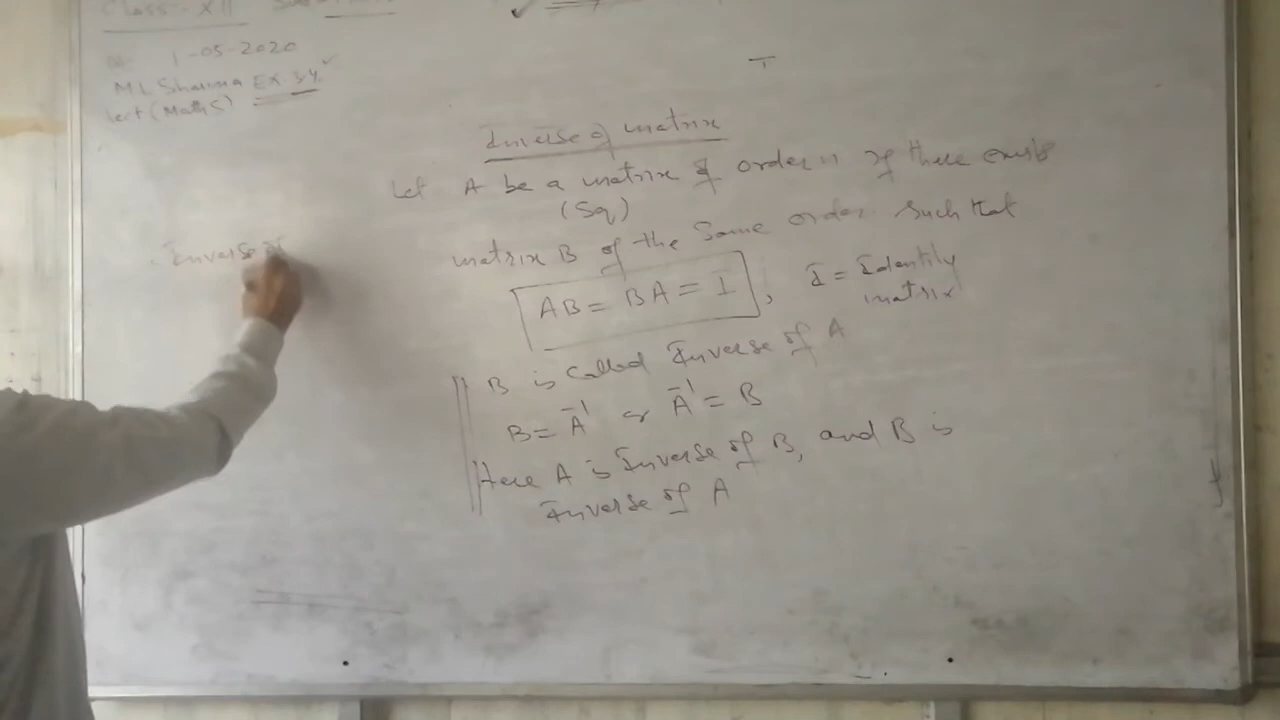 Class:- XII
1-05-2020
ML Sharma Ex 3.4
Lect (Maths)
Inverse of matrix
Let A be a matrix of order n if there exists
(Sq)
matrix B of the Same order such that
AB = BA = I ; I = Identity
matrix
B is called Inverse of A
B = A⁻¹ or A⁻¹ = B
Here A is Inverse of B, and B is
Inverse of A
Inverse of